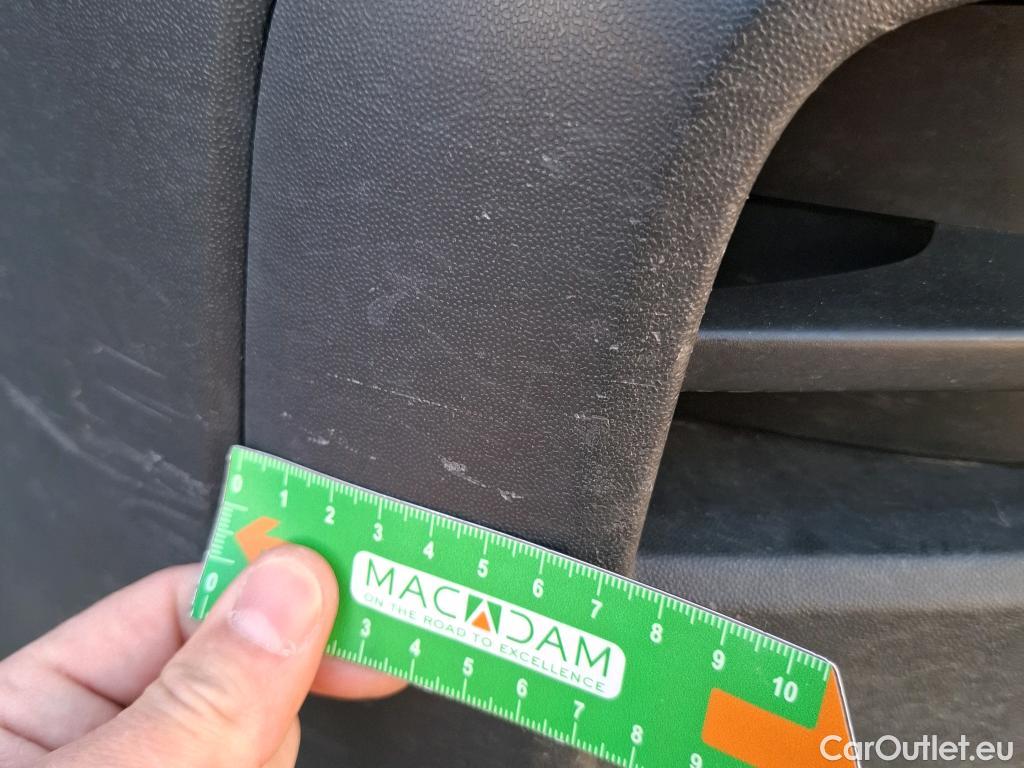 0 1 2 3 4 5 6 7 8 9 10
MACADAM
ON THE ROAD TO EXCELLENCE
0 3 4 5 6 7 8 9
CarOutlet.eu